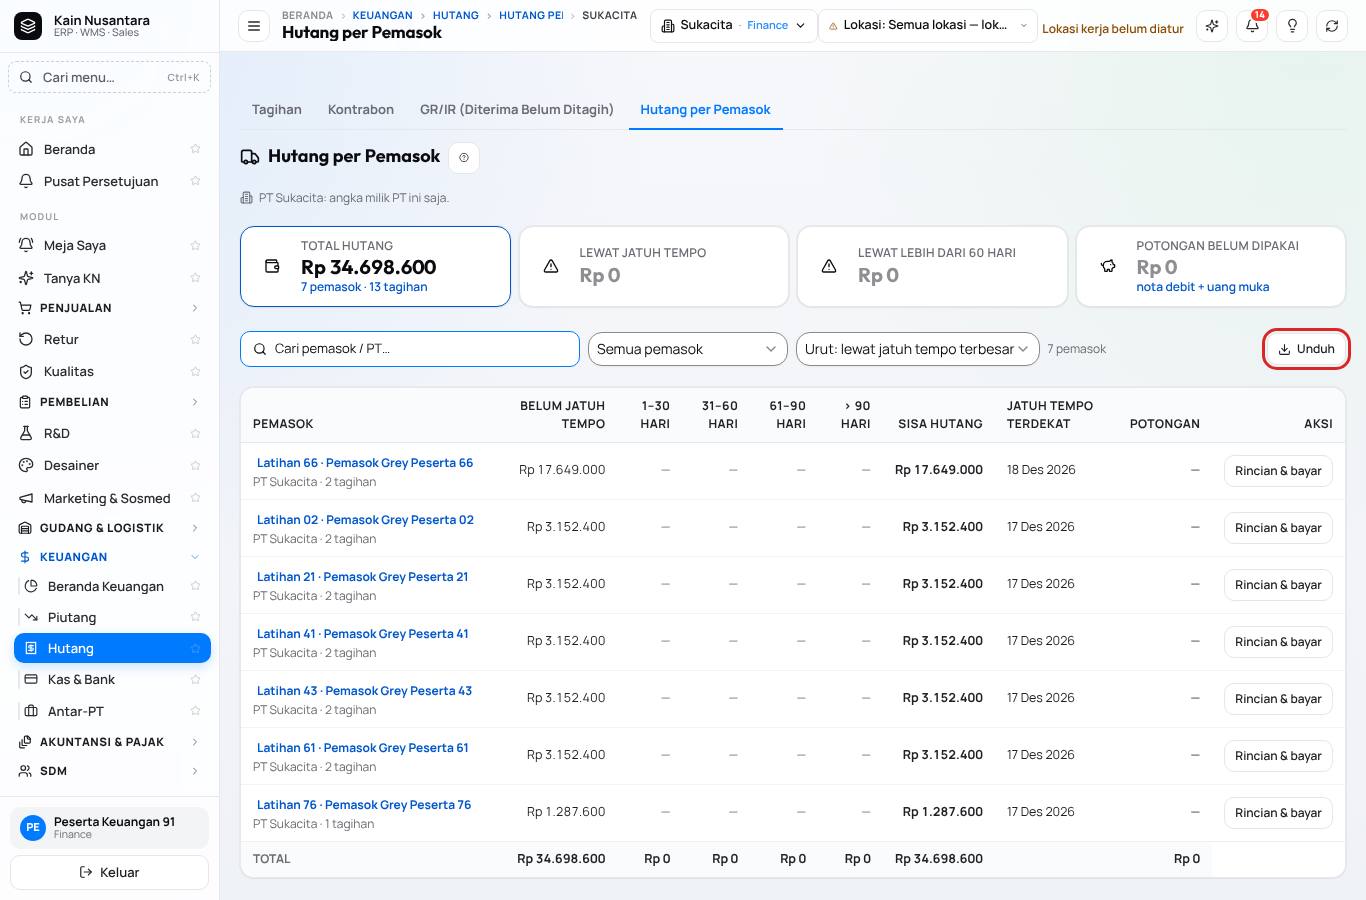 Kain Nusantara
ERP · WMS · Sales
Cari menu... Ctrl+K
KERJA SAYA
Beranda
Pusat Persetujuan
MODUL
Meja Saya
Tanya KN
PENJUALAN
Retur
Kualitas
PEMBELIAN
R&D
Desainer
Marketing & Sosmed
GUDANG & LOGISTIK
KEUANGAN
Beranda Keuangan
Piutang
Hutang
Kas & Bank
Antar-PT
AKUNTANSI & PAJAK
SDM
PE
Peserta Keuangan 91
Finance
Keluar
BERANDA › KEUANGAN › HUTANG › HUTANG PE › SUKACITA
Hutang per Pemasok
Sukacita · Finance
Lokasi: Semua lokasi — lok...
Lokasi kerja belum diatur
14
Tagihan Kontrabon GR/IR (Diterima Belum Ditagih) Hutang per Pemasok
Hutang per Pemasok
PT Sukacita: angka milik PT ini saja.
TOTAL HUTANG
Rp 34.698.600
7 pemasok · 13 tagihan
LEWAT JATUH TEMPO
Rp 0
LEWAT LEBIH DARI 60 HARI
Rp 0
POTONGAN BELUM DIPAKAI
Rp 0
nota debit + uang muka
Cari pemasok / PT... Semua pemasok Urut: lewat jatuh tempo terbesar 7 pemasok Unduh
PEMASOK BELUM JATUH TEMPO 1–30 HARI 31–60 HARI 61–90 HARI > 90 HARI SISA HUTANG JATUH TEMPO TERDEKAT POTONGAN AKSI
Latihan 66 · Pemasok Grey Peserta 66
PT Sukacita · 2 tagihan
Rp 17.649.000 — — — — Rp 17.649.000 18 Des 2026 — Rincian & bayar
Latihan 02 · Pemasok Grey Peserta 02
PT Sukacita · 2 tagihan
Rp 3.152.400 — — — — Rp 3.152.400 17 Des 2026 — Rincian & bayar
Latihan 21 · Pemasok Grey Peserta 21
PT Sukacita · 2 tagihan
Rp 3.152.400 — — — — Rp 3.152.400 17 Des 2026 — Rincian & bayar
Latihan 41 · Pemasok Grey Peserta 41
PT Sukacita · 2 tagihan
Rp 3.152.400 — — — — Rp 3.152.400 17 Des 2026 — Rincian & bayar
Latihan 43 · Pemasok Grey Peserta 43
PT Sukacita · 2 tagihan
Rp 3.152.400 — — — — Rp 3.152.400 17 Des 2026 — Rincian & bayar
Latihan 61 · Pemasok Grey Peserta 61
PT Sukacita · 2 tagihan
Rp 3.152.400 — — — — Rp 3.152.400 17 Des 2026 — Rincian & bayar
Latihan 76 · Pemasok Grey Peserta 76
PT Sukacita · 1 tagihan
Rp 1.287.600 — — — — Rp 1.287.600 17 Des 2026 — Rincian & bayar
TOTAL Rp 34.698.600 Rp 0 Rp 0 Rp 0 Rp 0 Rp 34.698.600 Rp 0